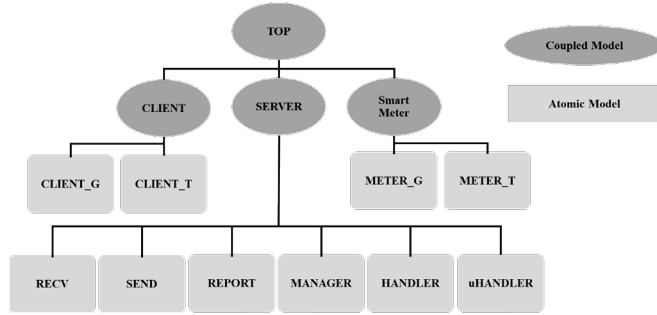 TOP
Coupled Model
CLIENT
SERVER
Smart
Meter
Atomic Model
CLIENT_G
CLIENT_T
METER_G
METER_T
RECV
SEND
REPORT
MANAGER
HANDLER
uHANDLER